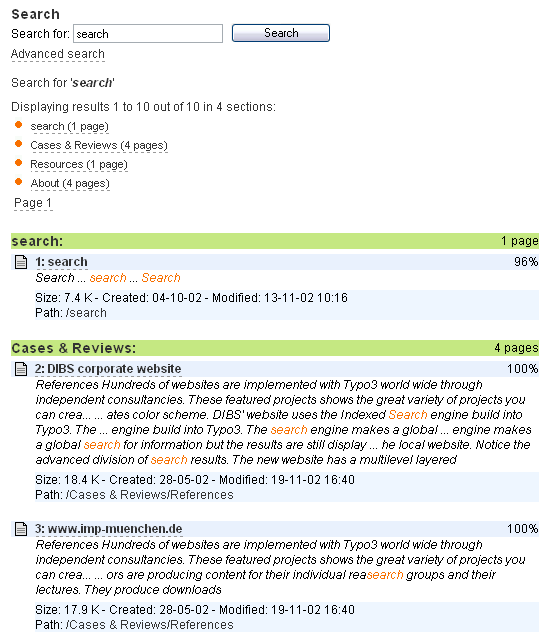 Search
Search for: search Search
Advanced search
Search for 'search'
Displaying results 1 to 10 out of 10 in 4 sections:
search (1 page)
Cases & Reviews (4 pages)
Resources (1 page)
About (4 pages)
Page 1
search: 1 page
1: search 96%
Search ... search ... Search
Size: 7.4 K - Created: 04-10-02 - Modified: 13-11-02 10:16
Path: /search
Cases & Reviews: 4 pages
2: DIBS corporate website 100%
References Hundreds of websites are implemented with Typo3 world wide through
independent consultancies. These featured projects shows the great variety of projects you
can crea... ... ates color scheme. DIBS' website uses the Indexed Search engine build into
Typo3. The ... engine build into Typo3. The search engine makes a global ... engine makes
a global search for information but the results are still display ... he local website. Notice the
advanced division of search results. The new website has a multilevel layered
Size: 18.4 K - Created: 28-05-02 - Modified: 19-11-02 16:40
Path: /Cases & Reviews/References
3: www.imp-muenchen.de 100%
References Hundreds of websites are implemented with Typo3 world wide through
independent consultancies. These featured projects shows the great variety of projects you
can crea... ... ors are producing content for their individual reasearch groups and their
lectures. They produce downloads
Size: 17.9 K - Created: 28-05-02 - Modified: 19-11-02 16:40
Path: /Cases & Reviews/References